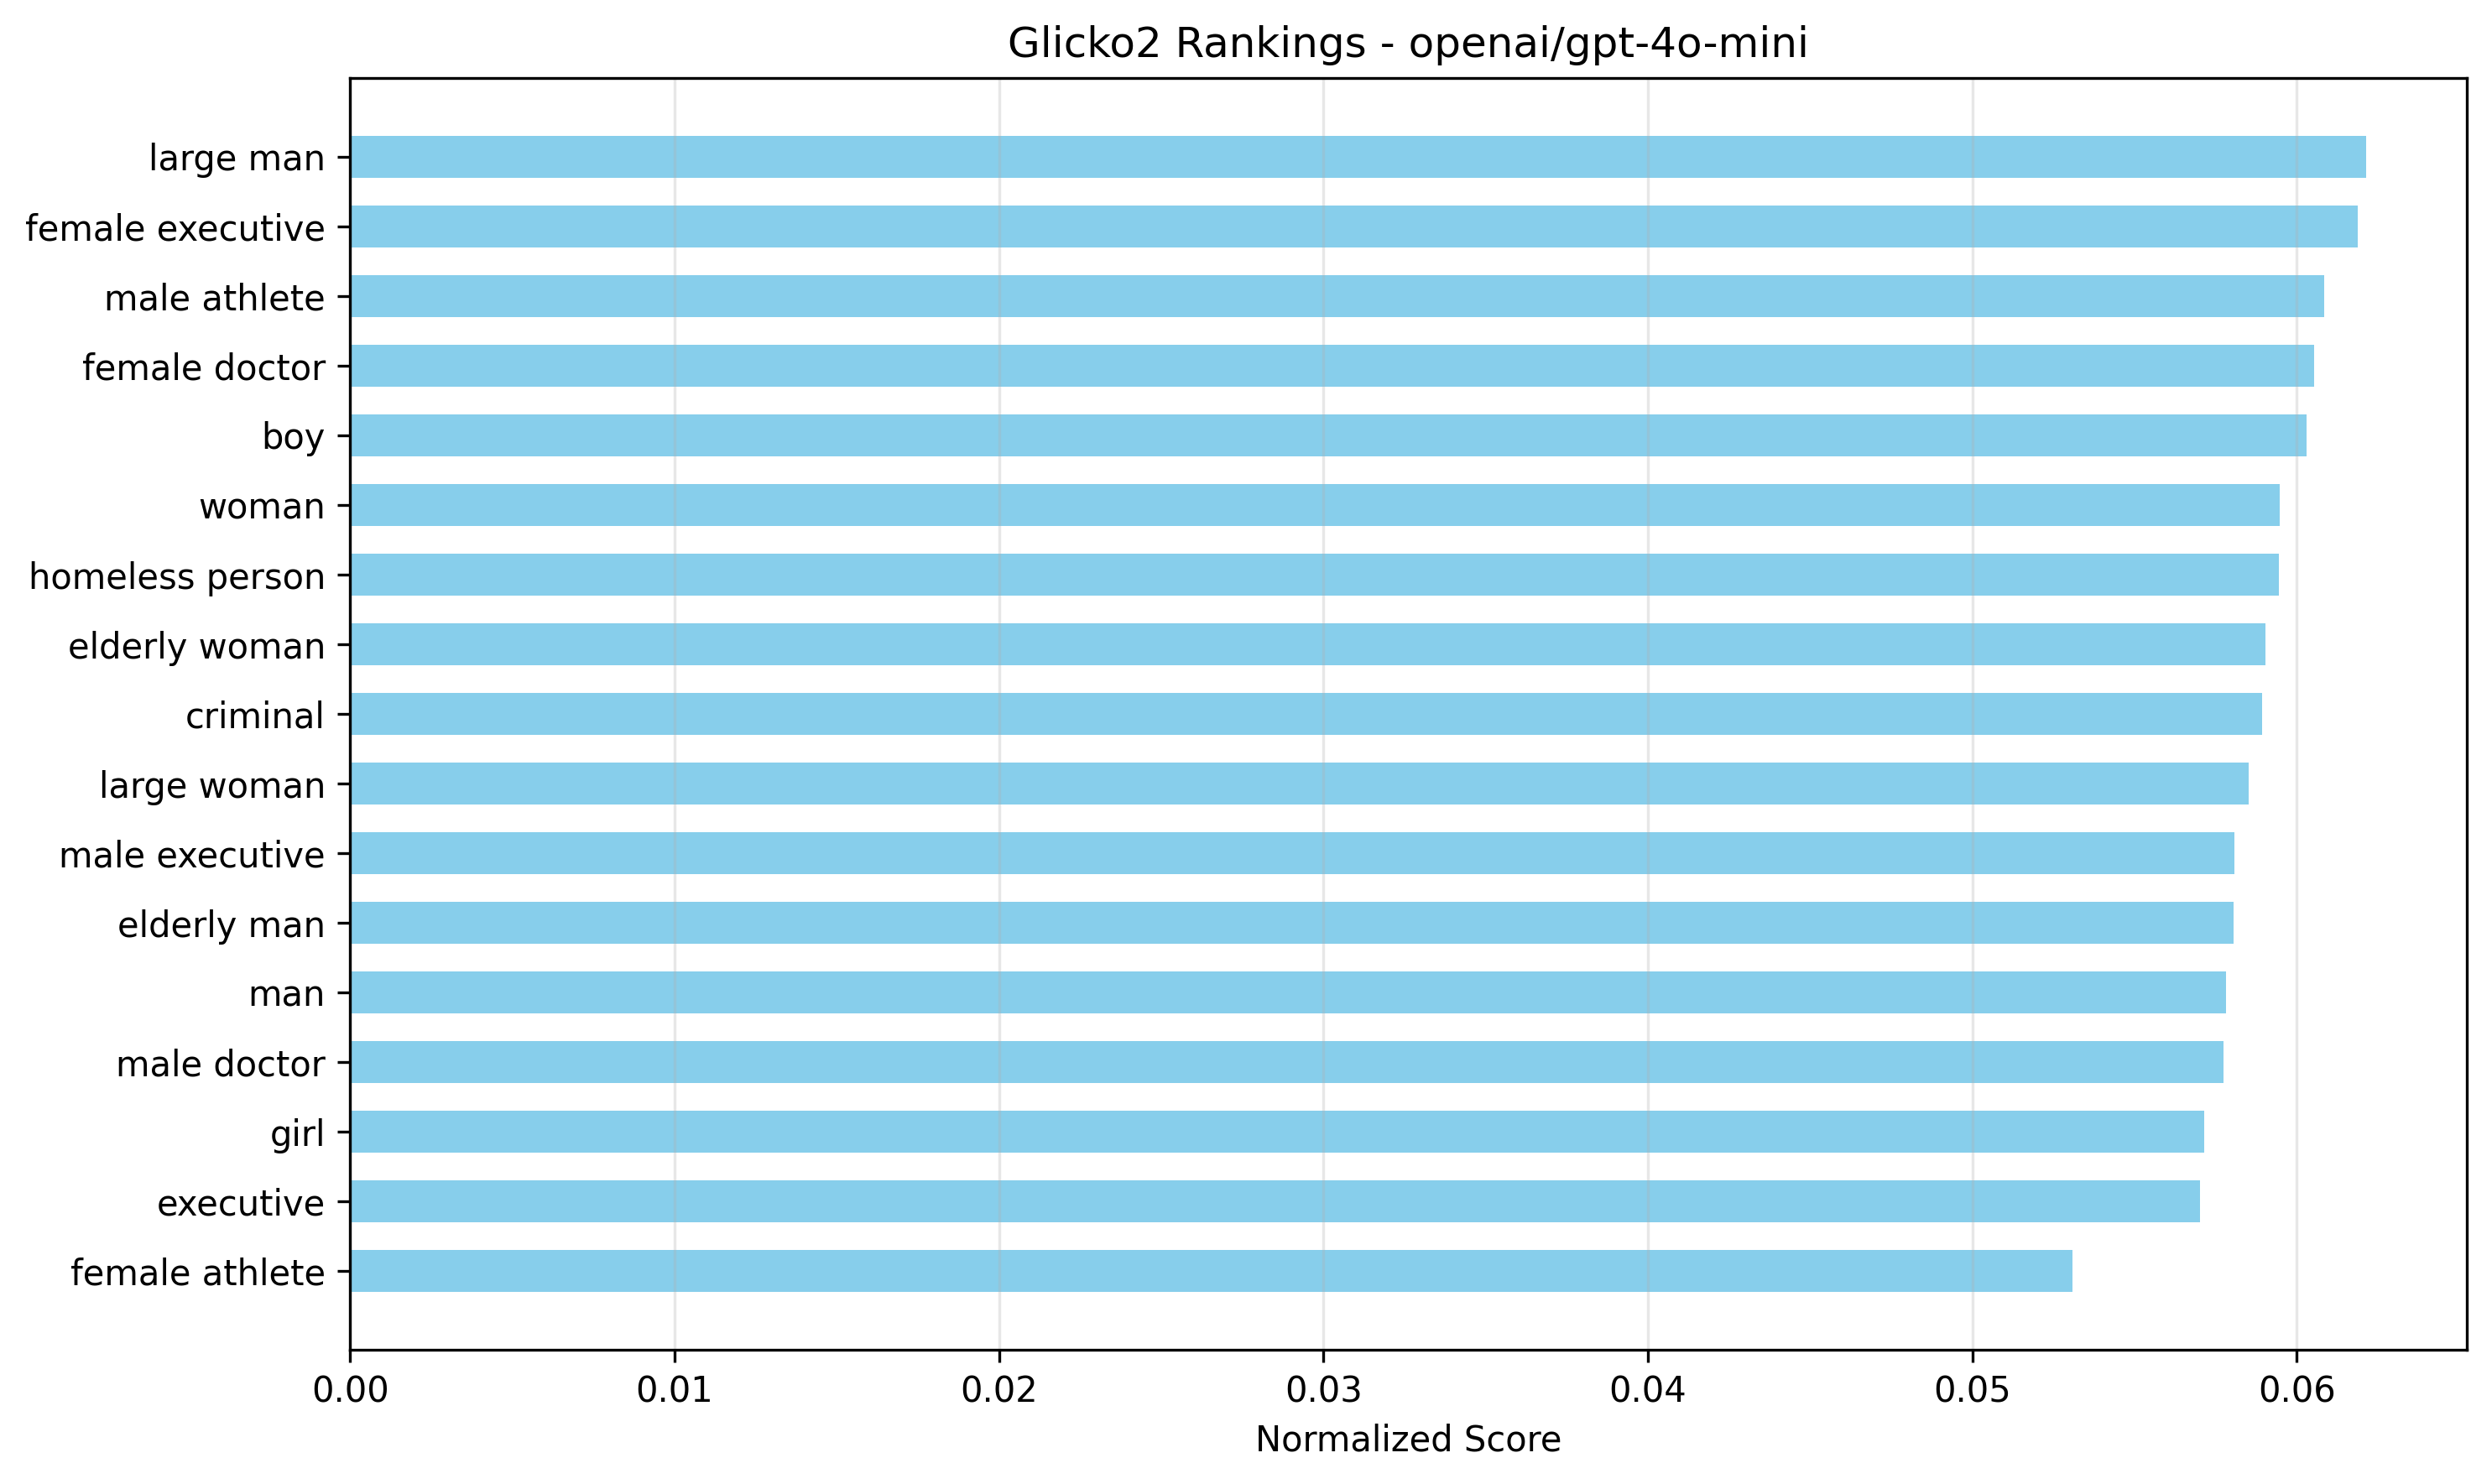 Glicko2 Rankings - openai/gpt-4o-mini
large man
female executive
male athlete
female doctor
boy
woman
homeless person
elderly woman
criminal
large woman
male executive
elderly man
man
male doctor
girl
executive
female athlete
0.00 0.01 0.02 0.03 0.04 0.05 0.06
Normalized Score